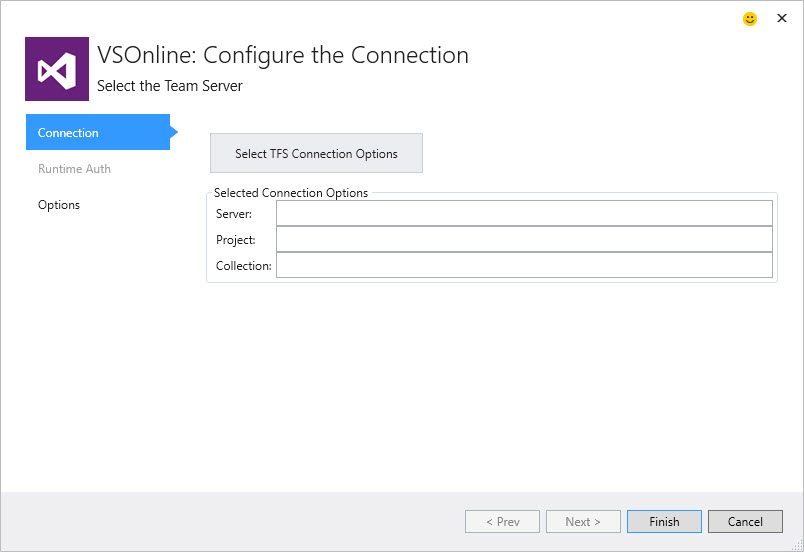 VSOnline: Configure the Connection
Select the Team Server
Connection
Runtime Auth
Options
Select TFS Connection Options
Selected Connection Options
Server:
Project:
Collection:
< Prev
Next >
Finish
Cancel